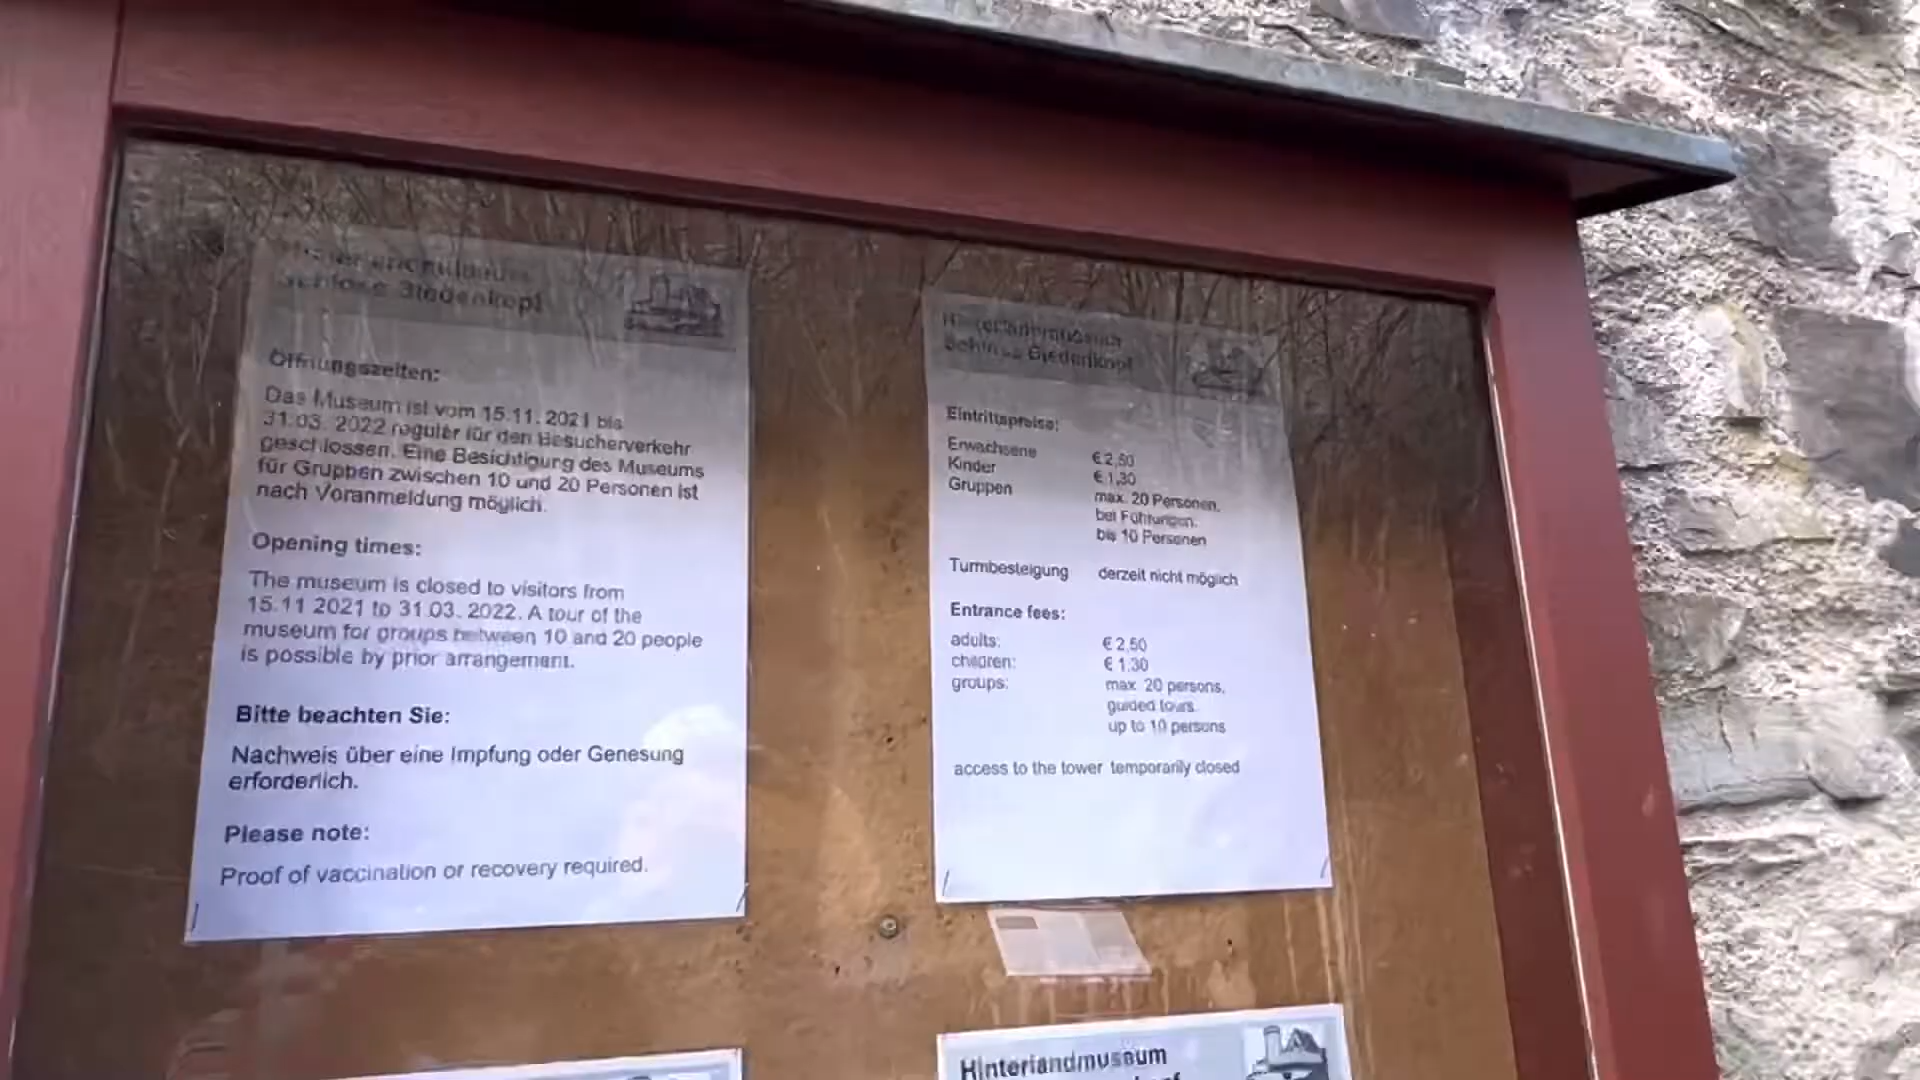 Hinterlandmuseum
Schloss Biedenkopf
Öffnungszeiten:
Das Museum ist vom 15.11. 2021 bis
31.03. 2022 regulär für den Besucherverkehr
geschlossen. Eine Besichtigung des Museums
für Gruppen zwischen 10 und 20 Personen ist
nach Voranmeldung möglich.
Opening times:
The museum is closed to visitors from
15.11 2021 to 31.03. 2022. A tour of the
museum for groups between 10 and 20 people
is possible by prior arrangement.
Bitte beachten Sie:
Nachweis über eine Impfung oder Genesung
erforderlich.
Please note:
Proof of vaccination or recovery required.
Hinterlandmuseum
Schloss Biedenkopf
Eintrittspreise:
Erwachsene € 2,50
Kinder € 1,30
Gruppen max. 20 Personen,
bei Führungen,
bis 10 Personen
Turmbesteigung derzeit nicht möglich
Entrance fees:
adults: € 2,50
children: € 1,30
groups: max. 20 persons,
guided tours
up to 10 persons
access to the tower temporarily closed
Hinterlandmuseum